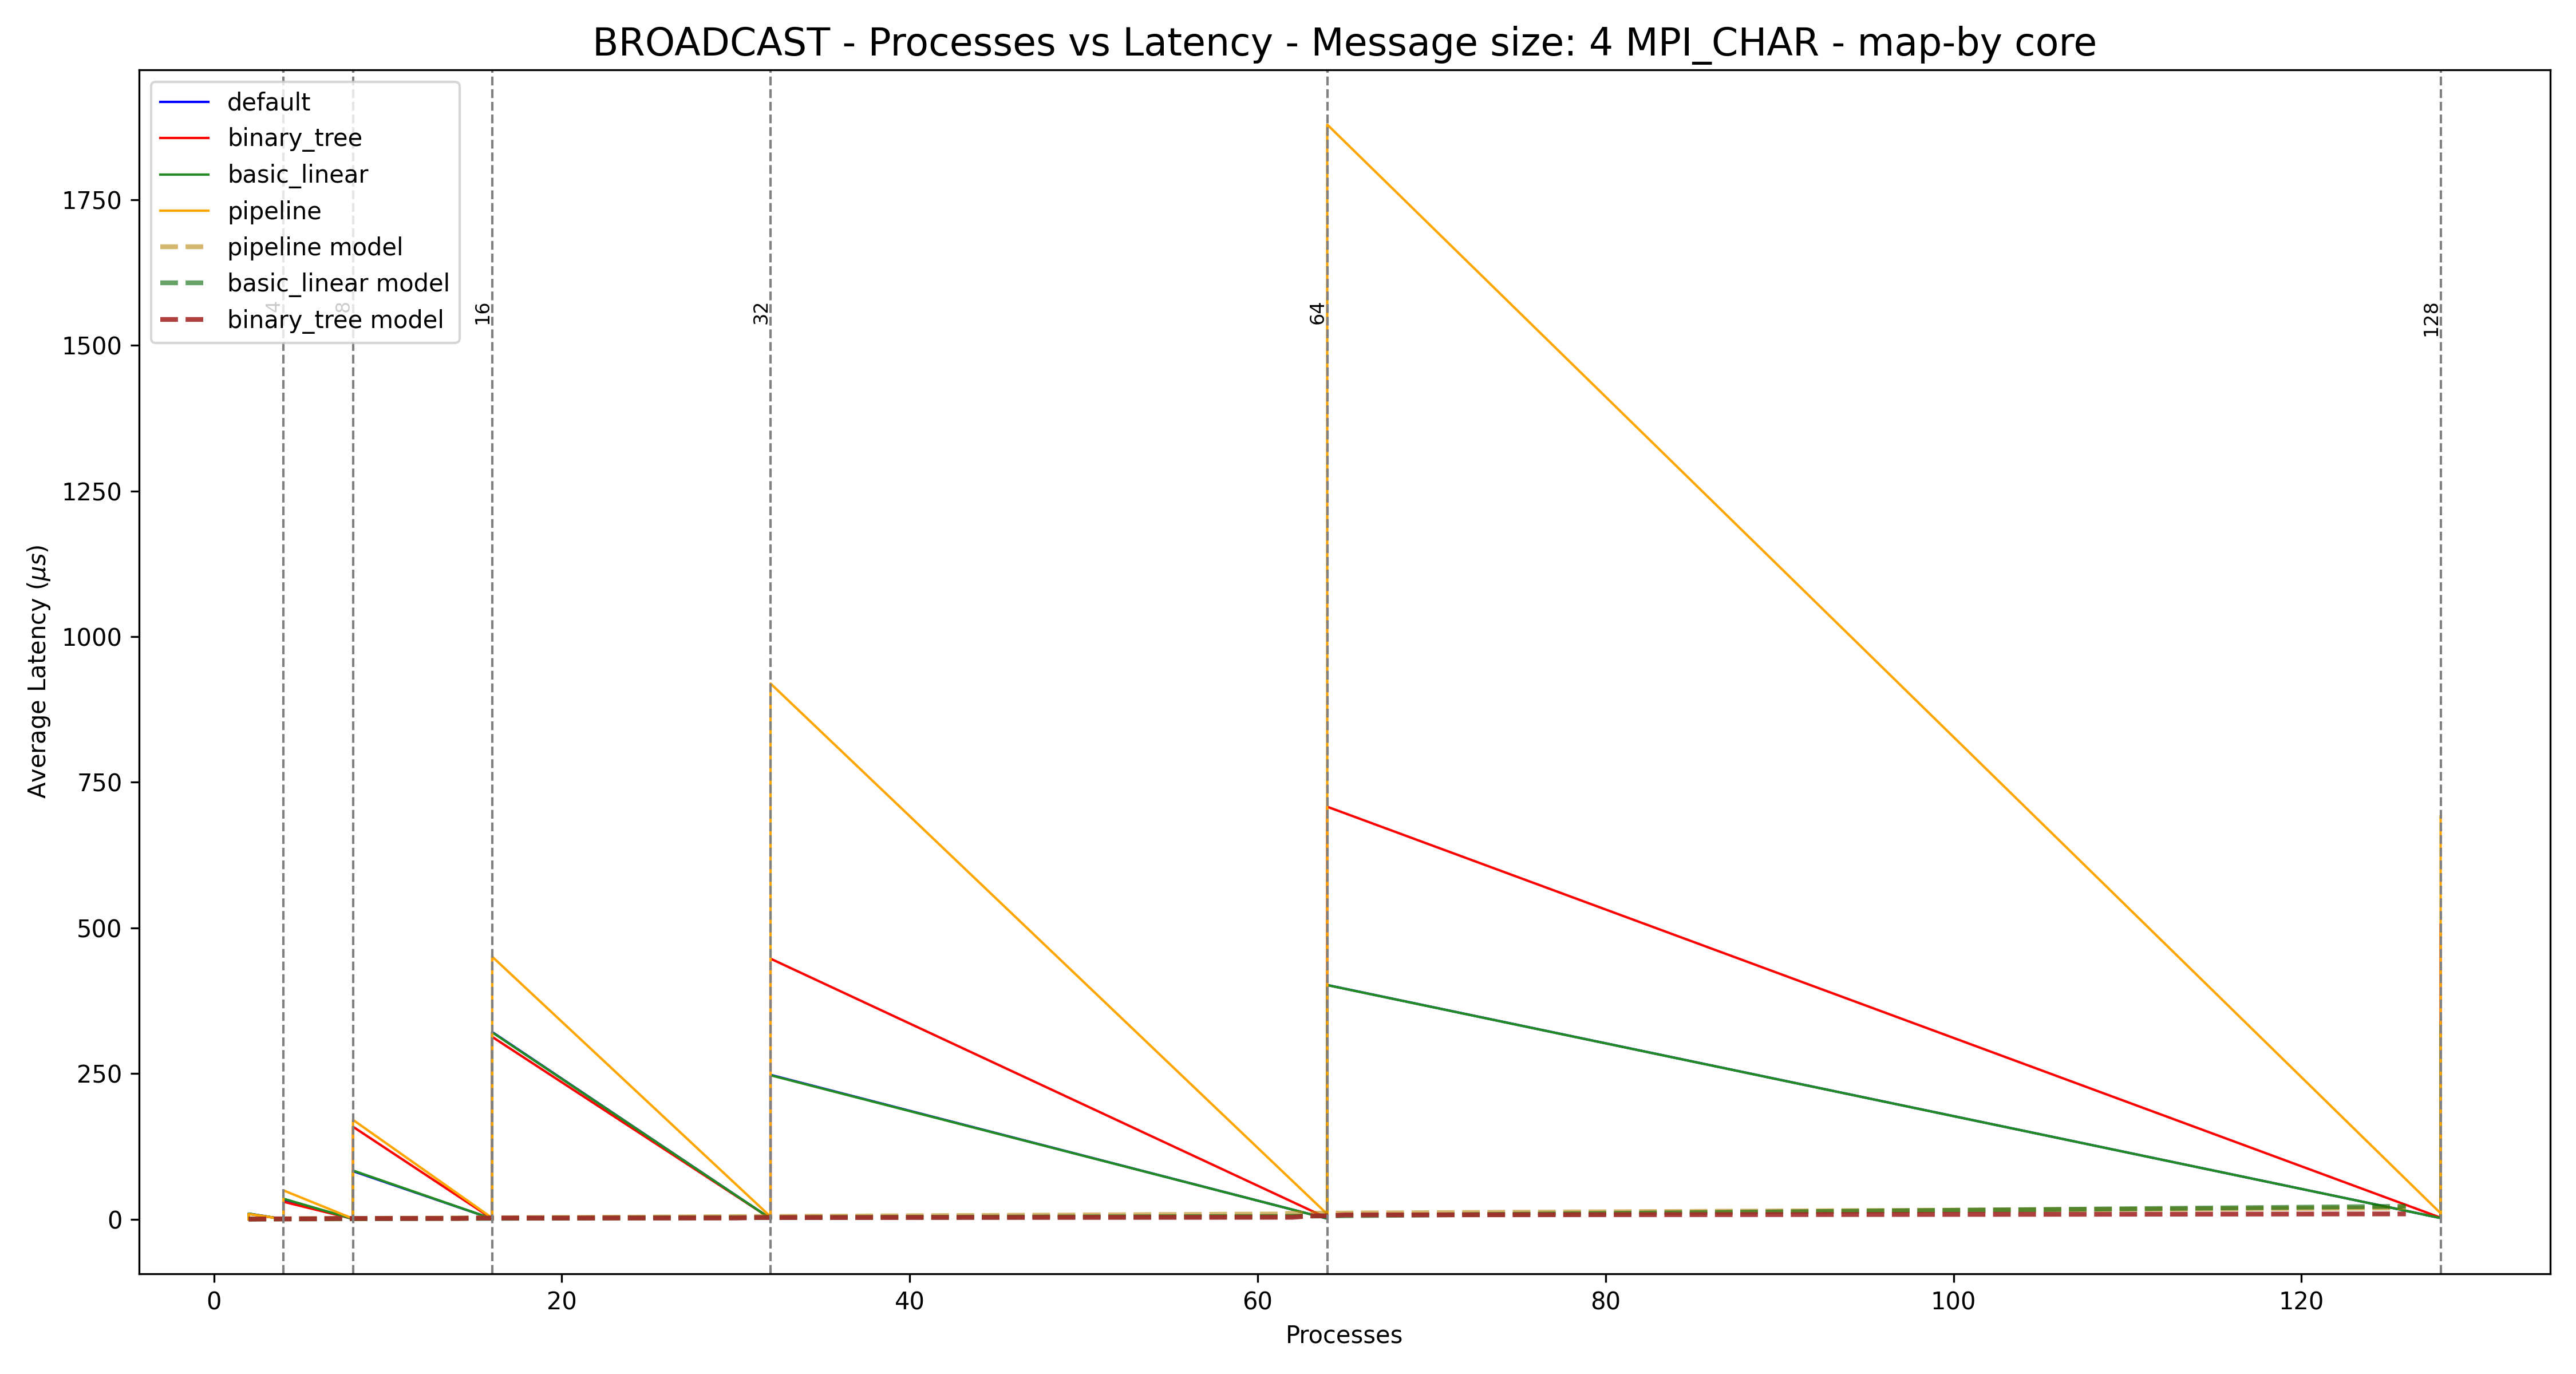 BROADCAST - Processes vs Latency - Message size: 4 MPI_CHAR - map-by core
default
binary_tree
basic_linear
pipeline
pipeline model
basic_linear model
binary_tree model
4
8
16
32
64
128
1750
1500
1250
1000
750
500
250
0
Average Latency (μs)
0
20
40
60
80
100
120
Processes